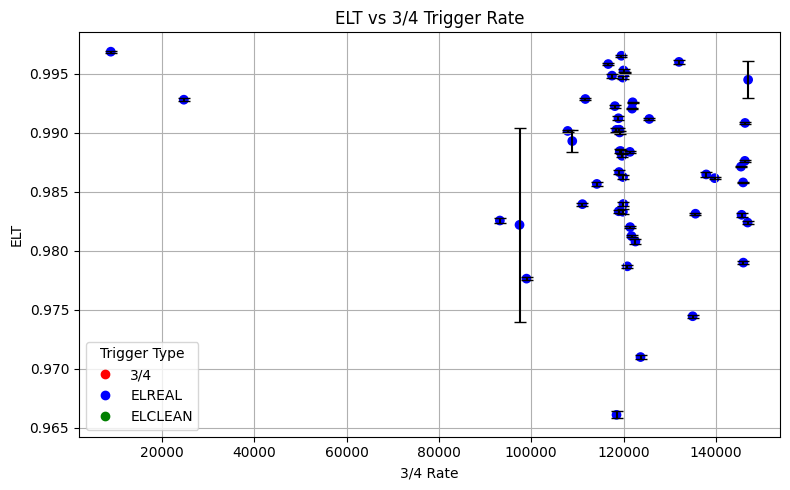 ELT vs 3/4 Trigger Rate
ELT
0.995
0.990
0.985
0.980
0.975
0.970
0.965
Trigger Type
3/4
ELREAL
ELCLEAN
20000 40000 60000 80000 100000 120000 140000
3/4 Rate